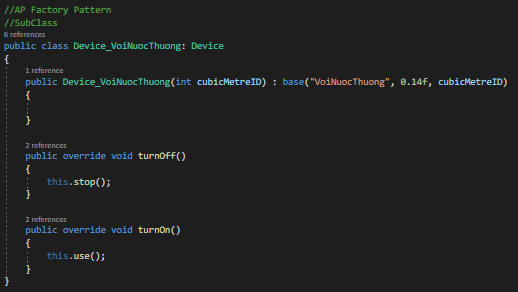 //AP Factory Pattern
//SubClass
6 references
public class Device_VoiNuocThuong: Device
{
1 reference
public Device_VoiNuocThuong(int cubicMetreID) : base("VoiNuocThuong", 0.14f, cubicMetreID)
{
}
2 references
public override void turnOff()
{
this.stop();
}
2 references
public override void turnOn()
{
this.use();
}
}